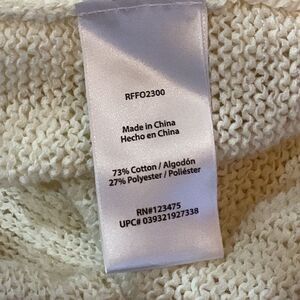 RFFO2300
Made in China
Hecho en China
73% Cotton / Algodón
27% Polyester / Poliéster
RN#123475
UPC# 039321927338